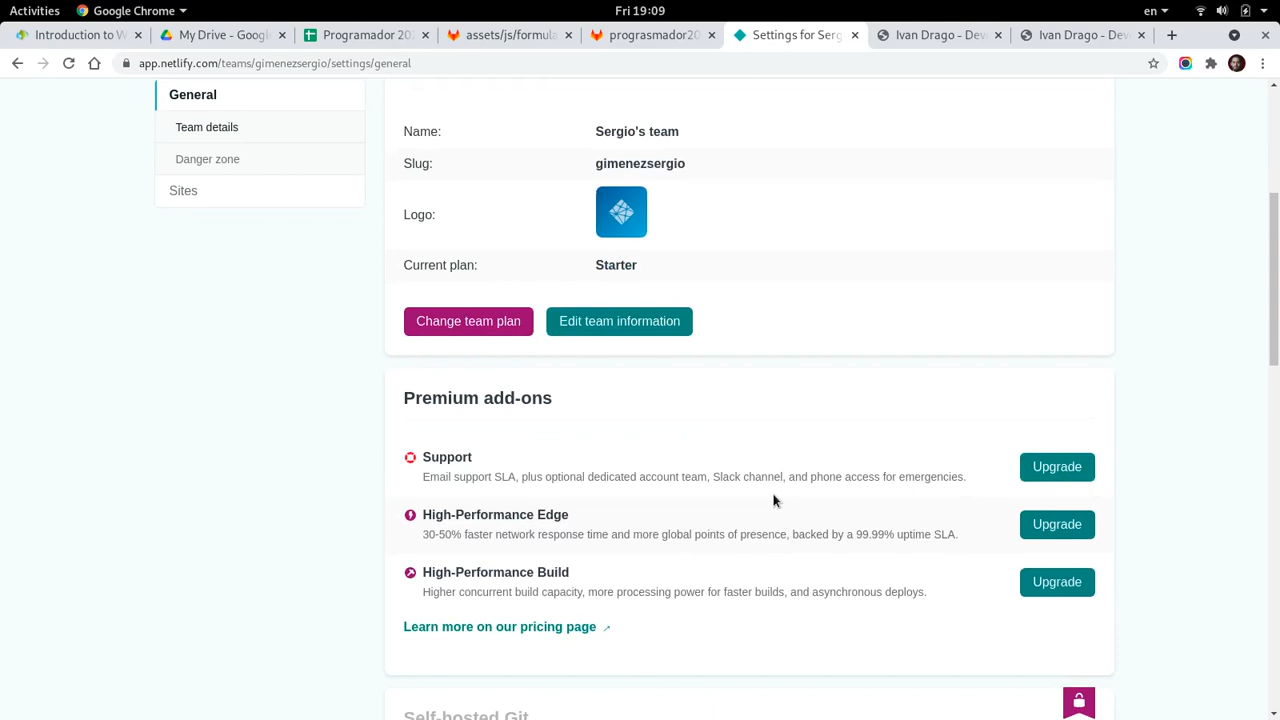 Activities
Google Chrome
Fri 19:09
en
Introduction to W
My Drive - Google
Programador 202
assets/js/formula
prograsmador20
Settings for Serg
Ivan Drago - Deve
Ivan Drago - Deve
app.netlify.com/teams/gimenezsergio/settings/general
General
Team details
Danger zone
Sites
Name: Sergio's team
Slug: gimenezsergio
Logo:
Current plan: Starter
Change team plan
Edit team information
Premium add-ons
Support
Email support SLA, plus optional dedicated account team, Slack channel, and phone access for emergencies.
Upgrade
High-Performance Edge
30-50% faster network response time and more global points of presence, backed by a 99.99% uptime SLA.
Upgrade
High-Performance Build
Higher concurrent build capacity, more processing power for faster builds, and asynchronous deploys.
Upgrade
Learn more on our pricing page
Self-hosted Git